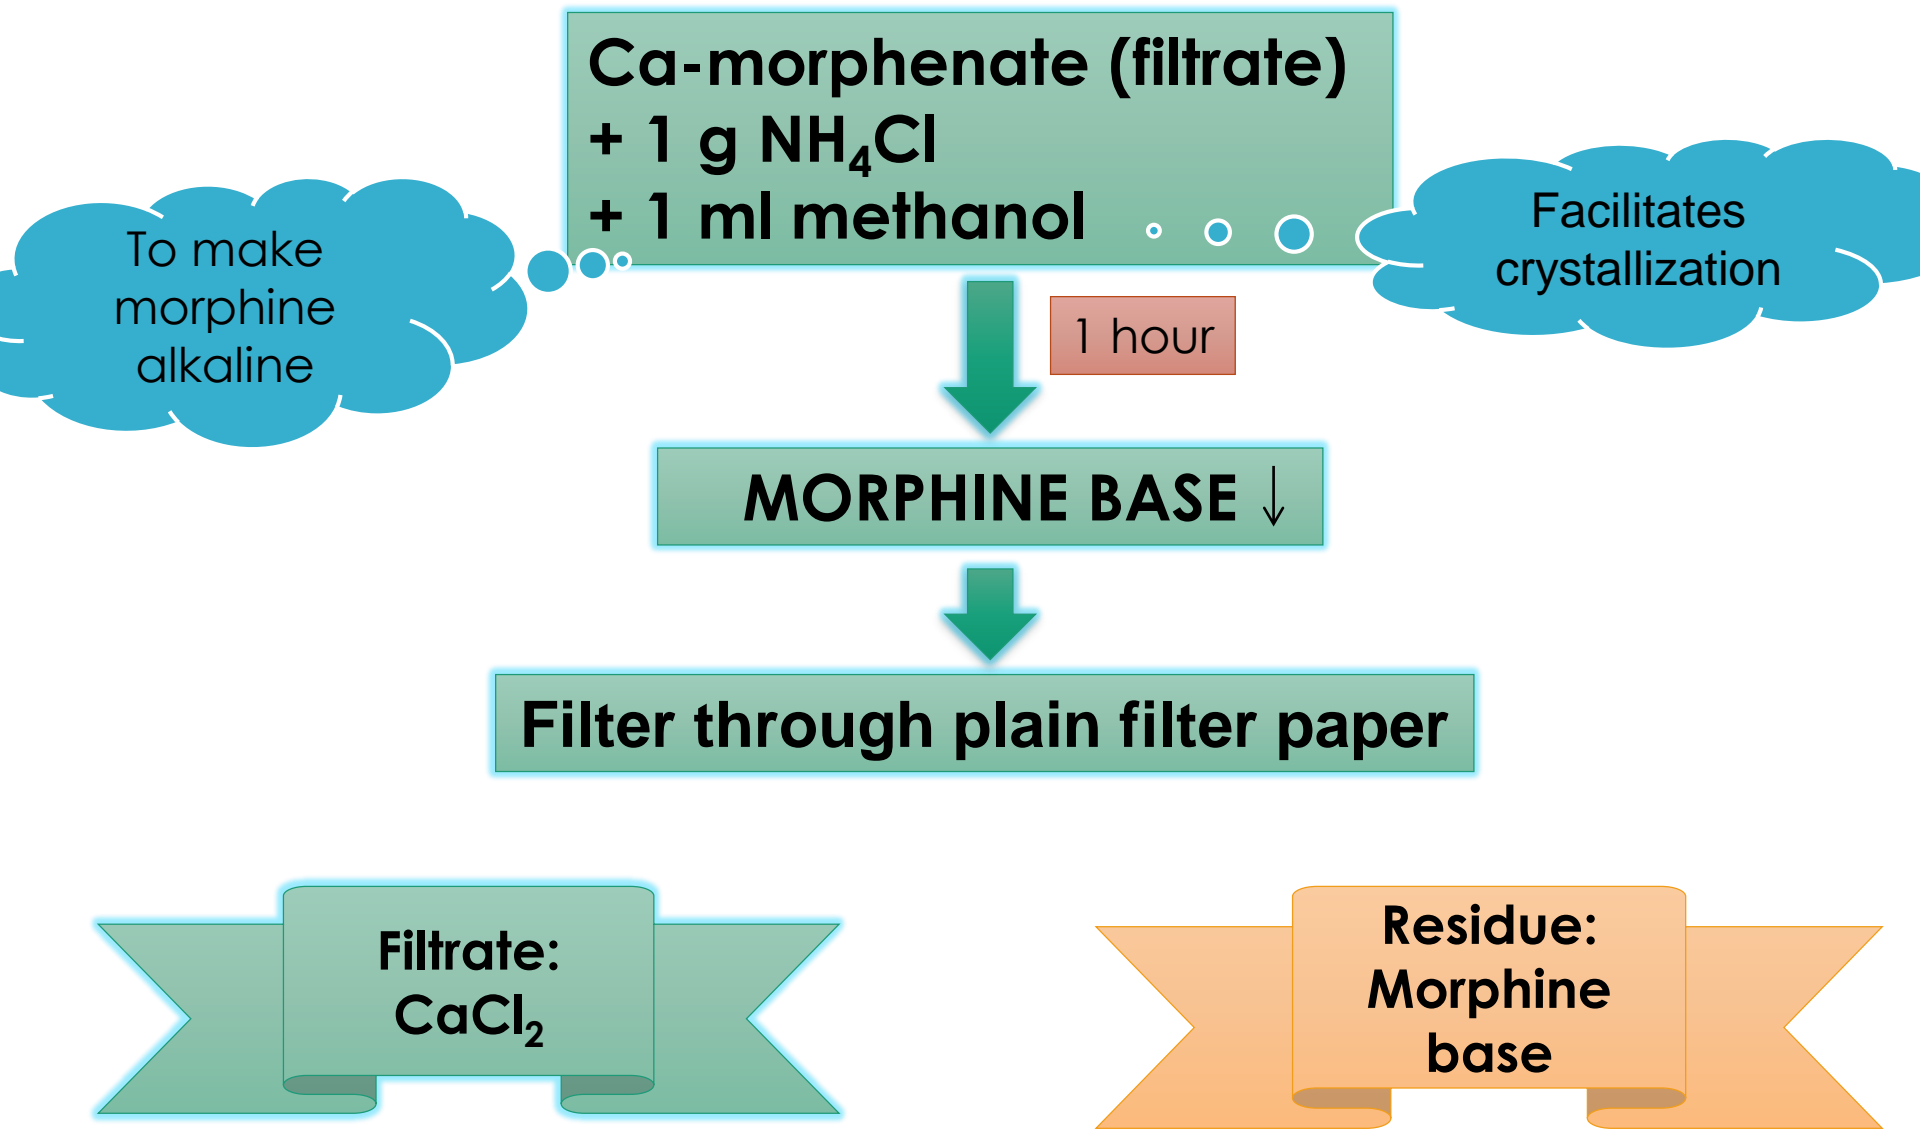 Ca-morphenate (filtrate)
+ 1 g NH₄Cl
+ 1 ml methanol
To make
morphine
alkaline
Facilitates
crystallization
1 hour
MORPHINE BASE ↓
Filter through plain filter paper
Filtrate:
CaCl₂
Residue:
Morphine
base